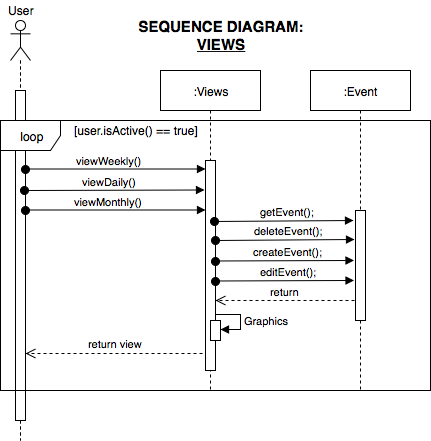 User
SEQUENCE DIAGRAM:
VIEWS
:Views
:Event
loop
[user.isActive() == true]
viewWeekly()
viewDaily()
viewMonthly()
getEvent();
deleteEvent();
createEvent();
editEvent();
return
Graphics
return view